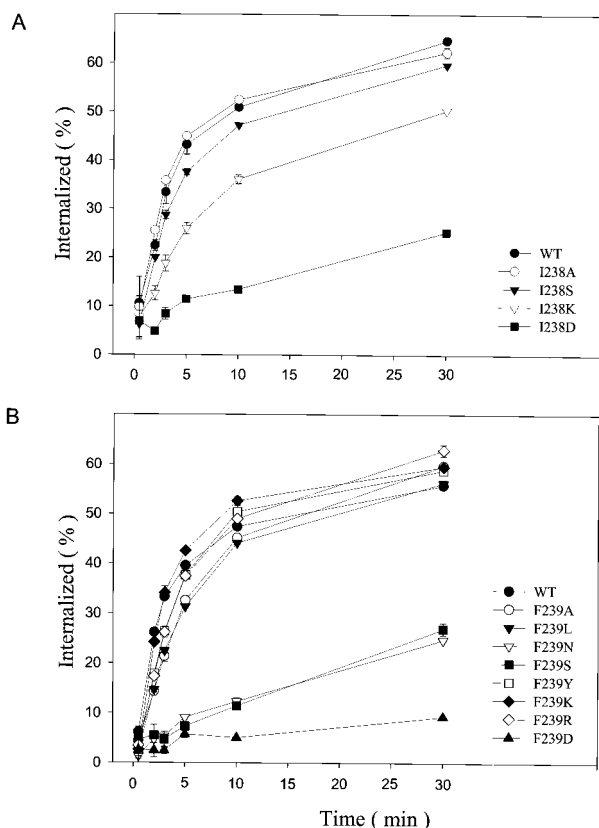 A
Internalized ( % )
60
50
40
30
20
10
0
0
5
10
15
20
25
30
WT
I238A
I238S
I238K
I238D
B
Internalized ( % )
60
50
40
30
20
10
0
0
5
10
15
20
25
30
WT
F239A
F239L
F239N
F239S
F239Y
F239K
F239R
F239D
Time ( min )